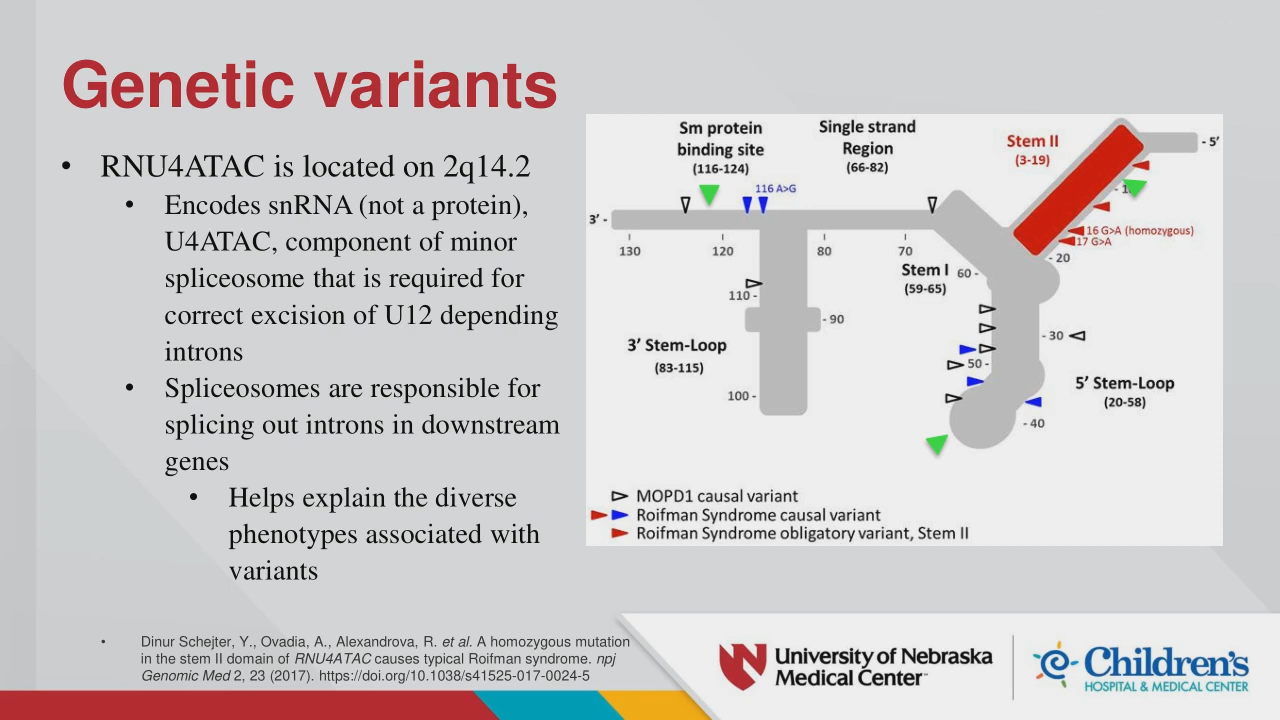 Genetic variants
• RNU4ATAC is located on 2q14.2
• Encodes snRNA (not a protein),
U4ATAC, component of minor
spliceosome that is required for
correct excision of U12 depending
introns
• Spliceosomes are responsible for
splicing out introns in downstream
genes
• Helps explain the diverse
phenotypes associated with
variants
Sm protein
binding site
(116-124)
Single strand
Region
(66-82)
Stem II
(3-19)
- 5’
116 A>G
3’ -
130
120
80
70
16 G>A (homozygous)
17 G>A
- 20
Stem I
(59-65)
60 -
110 -
- 90
- 30
3’ Stem-Loop
(83-115)
50 -
5’ Stem-Loop
(20-58)
100 -
- 40
MOPD1 causal variant
Roifman Syndrome causal variant
Roifman Syndrome obligatory variant, Stem II
• Dinur Schejter, Y., Ovadia, A., Alexandrova, R. et al. A homozygous mutation
in the stem II domain of RNU4ATAC causes typical Roifman syndrome. npj
Genomic Med 2, 23 (2017). https://doi.org/10.1038/s41525-017-0024-5
University of Nebraska
Medical Center
Children's
HOSPITAL & MEDICAL CENTER